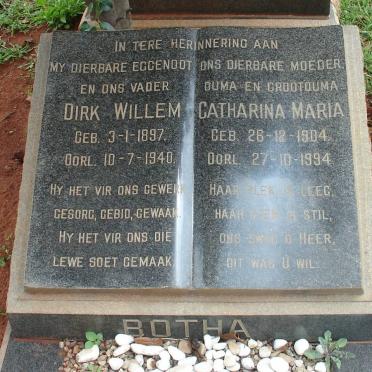 IN TERE HERINNERING AAN
MY DIERBARE EGGENOOT
EN ONS VADER
DIRK WILLEM
GEB. 3-1-1897.
OORL. 10-7-1940.
HY HET VIR ONS GEWERK
GESORG, GEBID, GEWAAK,
HY HET VIR ONS DIE
LEWE SOET GEMAAK.
ONS DIERBARE MOEDER,
OUMA EN GROOTOUMA
CATHARINA MARIA
GEB. 26-12-1904.
OORL. 27-10-1994.
HAAR PLEK IS LEEG,
HAAR STEM IS STIL,
ONS O HEER,
DIT WAS U WIL.
BOTHA